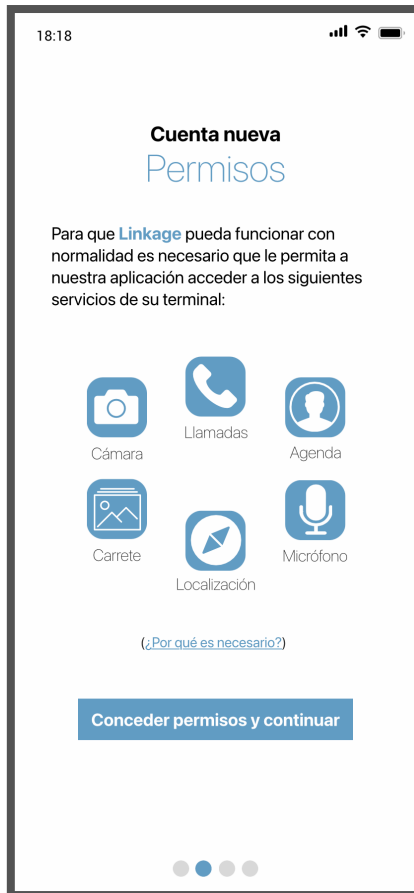 18:18
Cuenta nueva
Permisos
Para que Linkage pueda funcionar con
normalidad es necesario que le permita a
nuestra aplicación acceder a los siguientes
servicios de su terminal:
Cámara
Llamadas
Agenda
Carrete
Localización
Micrófono
(¿Por qué es necesario?)
Conceder permisos y continuar